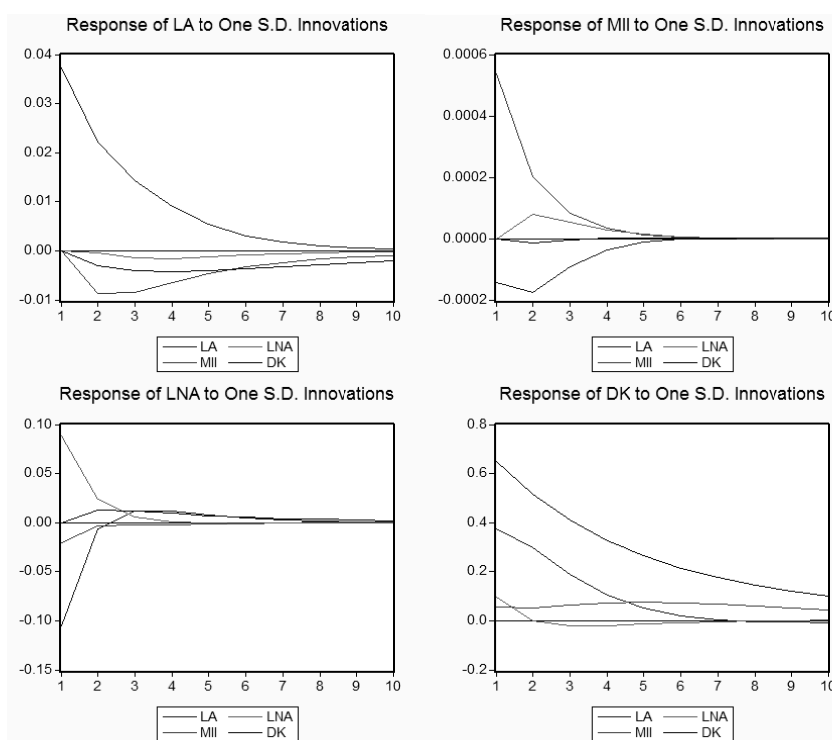 Response of LA to One S.D. Innovations
0.04
0.03
0.02
0.01
0.00
-0.01
1 2 3 4 5 6 7 8 9 10
LA LNA
MII DK
Response of MII to One S.D. Innovations
0.0006
0.0004
0.0002
0.0000
-0.0002
1 2 3 4 5 6 7 8 9 10
LA LNA
MII DK
Response of LNA to One S.D. Innovations
0.10
0.05
0.00
-0.05
-0.10
-0.15
1 2 3 4 5 6 7 8 9 10
LA LNA
MII DK
Response of DK to One S.D. Innovations
0.8
0.6
0.4
0.2
0.0
-0.2
1 2 3 4 5 6 7 8 9 10
LA LNA
MII DK